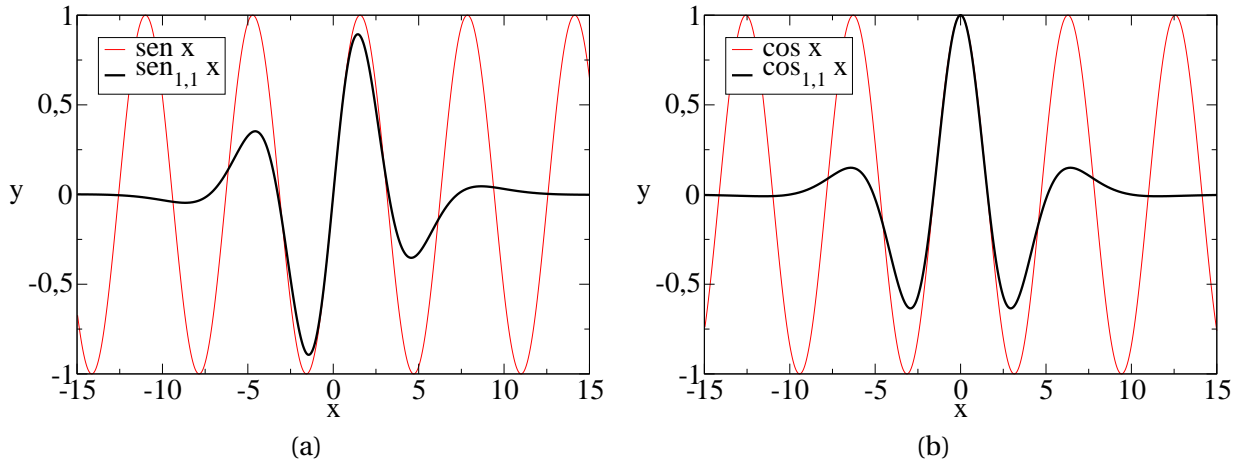 1
0,5
y 0
-0,5
-1
-15 -10 -5 0 5 10 15
x
sen x
sen1,1 x
(a)
1
0,5
y 0
-0,5
-1
-15 -10 -5 0 5 10 15
x
cos x
cos1,1 x
(b)